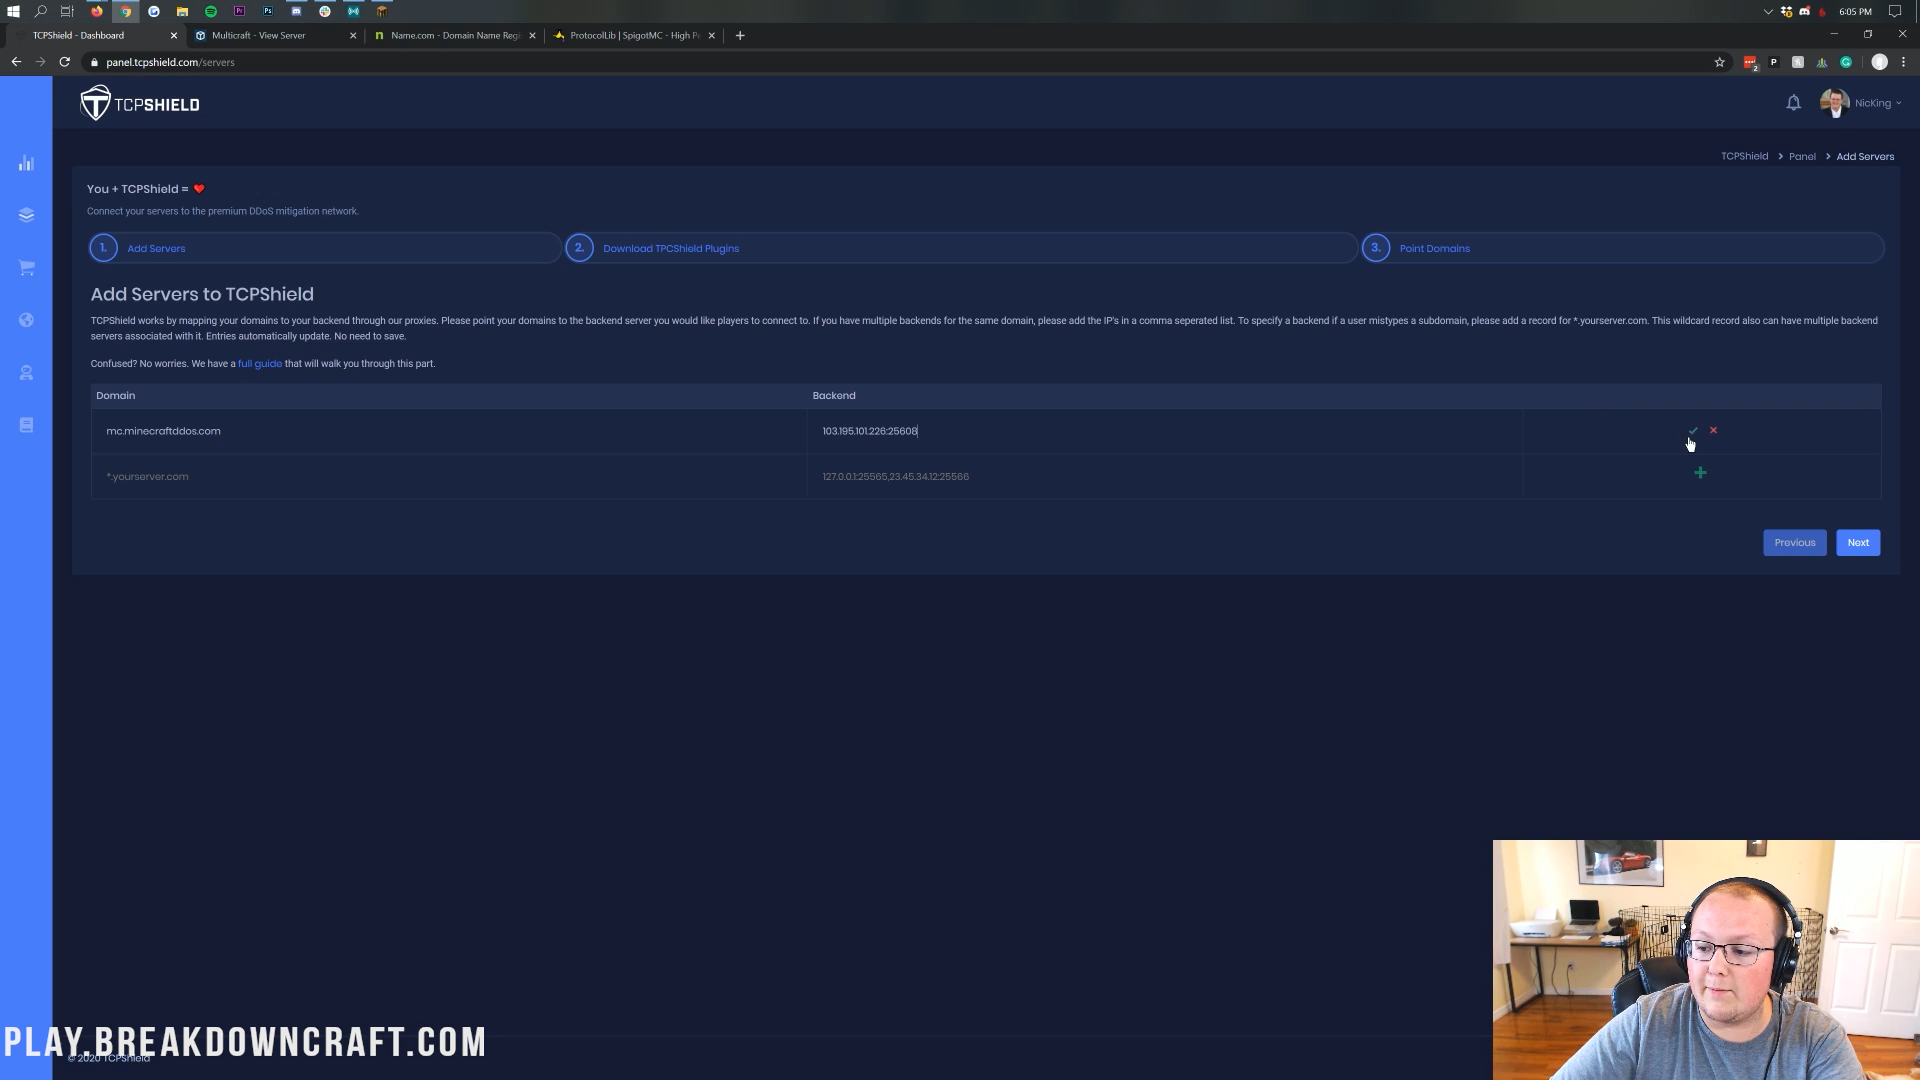 6:05 PM
TCPShield - Dashboard
Multicraft - View Server
Name.com - Domain Name Regi
ProtocolLib | SpigotMC - High P
panel.tcpshield.com/servers
TCPSHIELD
NicKing
TCPShield > Panel > Add Servers
You + TCPShield = ❤
Connect your servers to the premium DDoS mitigation network.
1. Add Servers
2. Download TPCShield Plugins
3. Point Domains
Add Servers to TCPShield
TCPShield works by mapping your domains to your backend through our proxies. Please point your domains to the backend server you would like players to connect to. If you have multiple backends for the same domain, please add the IP's in a comma seperated list. To specify a backend if a user mistypes a subdomain, please add a record for *.yourserver.com. This wildcard record also can have multiple backend
servers associated with it. Entries automatically update. No need to save.
Confused? No worries. We have a full guide that will walk you through this part.
Domain
Backend
mc.minecraftddos.com
103.195.101.226:25608
*.yourserver.com
127.0.0.1:25565,23.45.34.12:25566
Previous
Next
PLAY.BREAKDOWNCRAFT.COM
© 2020 TCPShield